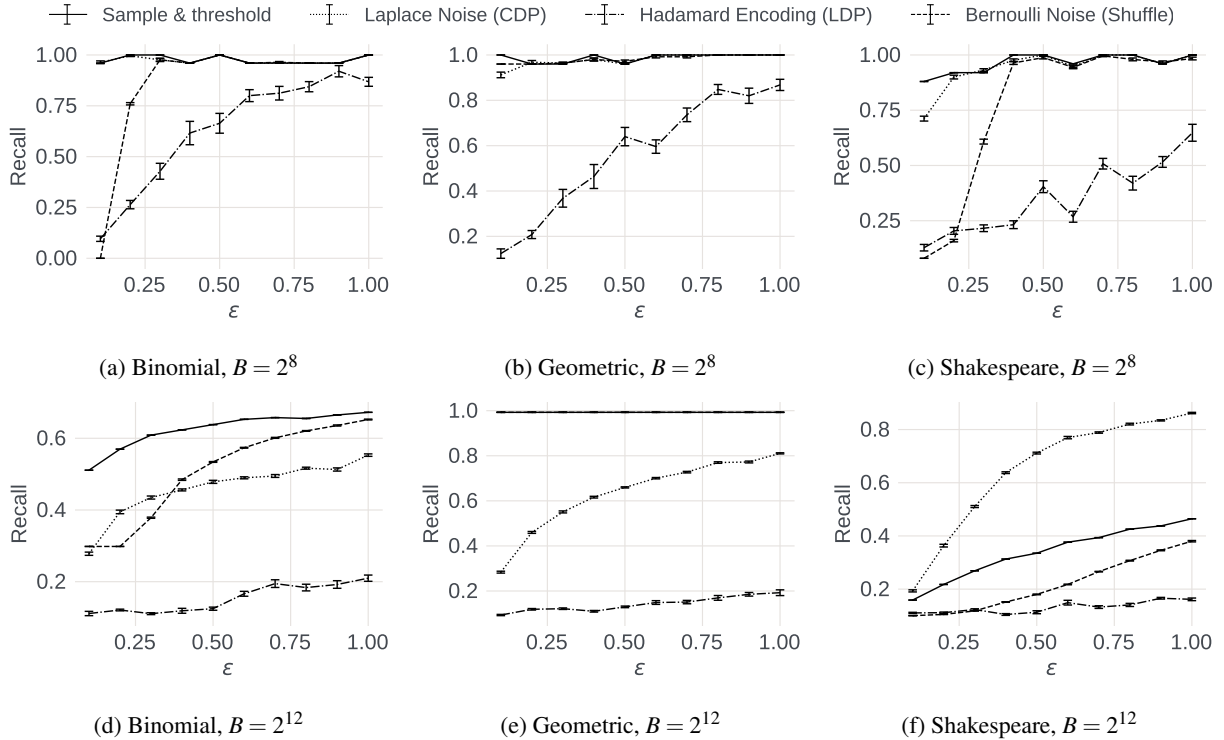 Sample & threshold Laplace Noise (CDP) Hadamard Encoding (LDP) Bernoulli Noise (Shuffle)
1.00
0.75
0.50
0.25
0.00
Recall
0.25 0.50 0.75 1.00
ε
(a) Binomial, B = 2^8
1.0
0.8
0.6
0.4
0.2
Recall
0.25 0.50 0.75 1.00
ε
(b) Geometric, B = 2^8
1.00
0.75
0.50
0.25
Recall
0.25 0.50 0.75 1.00
ε
(c) Shakespeare, B = 2^8
0.6
0.4
0.2
Recall
0.25 0.50 0.75 1.00
ε
(d) Binomial, B = 2^12
1.0
0.8
0.6
0.4
0.2
Recall
0.25 0.50 0.75 1.00
ε
(e) Geometric, B = 2^12
0.8
0.6
0.4
0.2
Recall
0.25 0.50 0.75 1.00
ε
(f) Shakespeare, B = 2^12